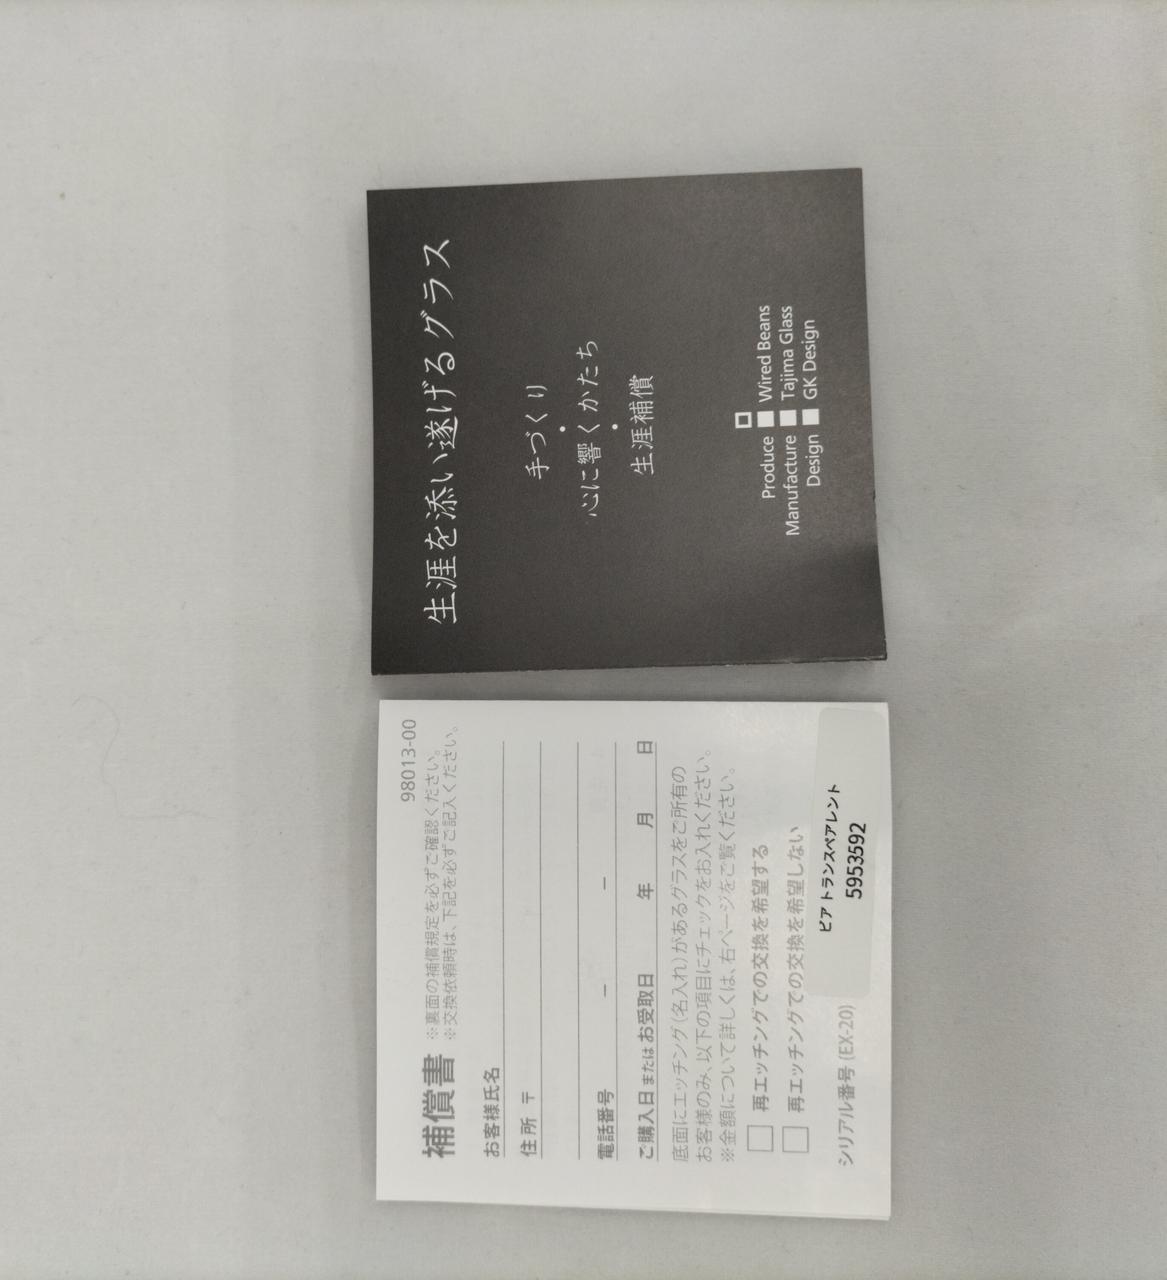 生涯を添い遂げるグラス
手づくり
・
心に響くかたち
・
生涯補償
Produce ■ Wired Beans
Manufacture ■ Tajima Glass
Design ■ GK Design
98013-00
補償書
※裏面の補償規定を必ずご確認ください。
※交換依頼時は、下記を必ずご記入ください。
お客様氏名
住所 〒
電話番号 － －
ご購入日またはお受取日 年 月 日
底面にエッチング(名入れ)があるグラスをご所有の
お客様のみ、以下の項目にチェックをお入れください。
※金額について詳しくは、右ページをご覧ください。
□ 再エッチングでの交換を希望する
□ 再エッチングでの交換を希望しない
シリアル番号 (EX-20)
ピア トランスペアレント
5953592